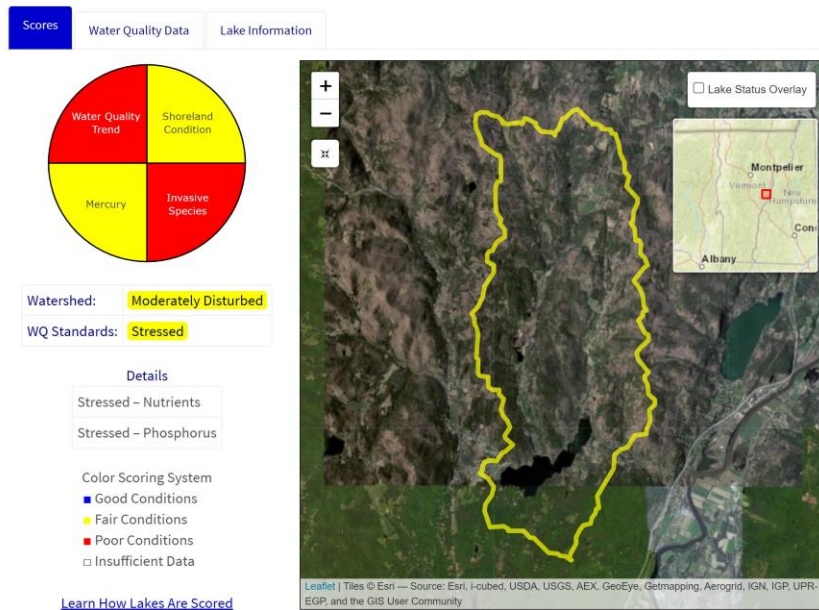 Scores
Water Quality Data
Lake Information
Water Quality
Trend
Shoreland
Condition
Mercury
Invasive
Species
Watershed: Moderately Disturbed
WQ Standards: Stressed
Details
Stressed – Nutrients
Stressed – Phosphorus
Color Scoring System
Good Conditions
Fair Conditions
Poor Conditions
Insufficient Data
Learn How Lakes Are Scored
+
−
Lake Status Overlay
Montpelier
Vermont
New
Hampshire
Conc
Albany
Leaflet | Tiles © Esri — Source: Esri, i-cubed, USDA, USGS, AEX, GeoEye, Getmapping, Aerogrid, IGN, IGP, UPR-
EGP, and the GIS User Community